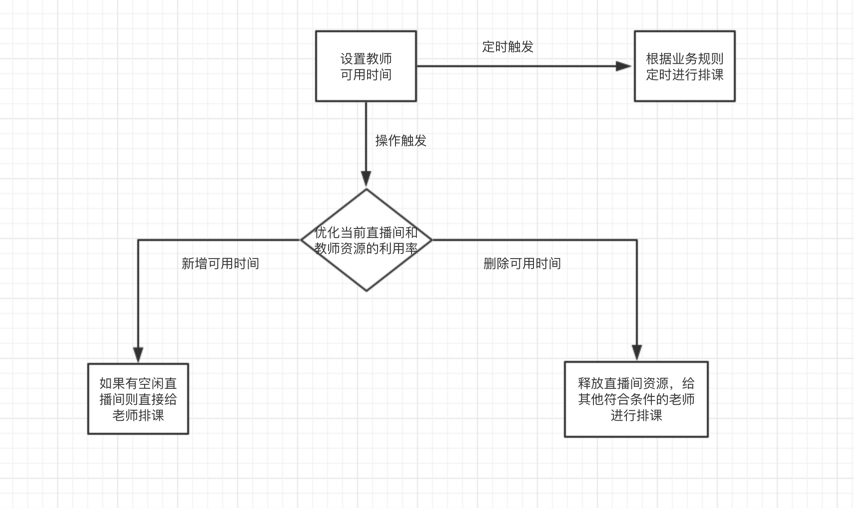 设置教师
可用时间
定时触发
根据业务规则
定时进行排课
操作触发
优化当前直播间和
教师资源的利用率
新增可用时间
删除可用时间
如果有空闲直
播间则直接给
老师排课
释放直播间资源，给
其他符合条件的老师
进行排课